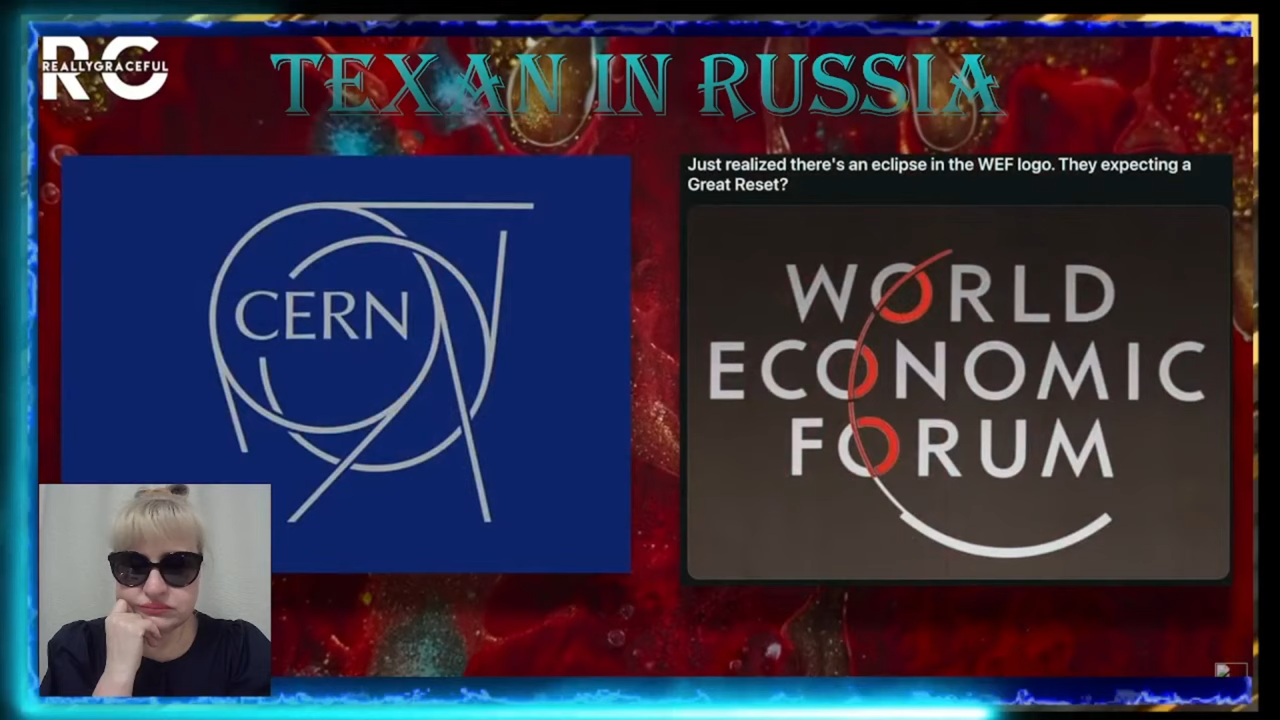 RG
REALLYGRACEFUL
TEXAN IN RUSSIA
CERN
Just realized there's an eclipse in the WEF logo. They expecting a
Great Reset?
WORLD
ECONOMIC
FORUM